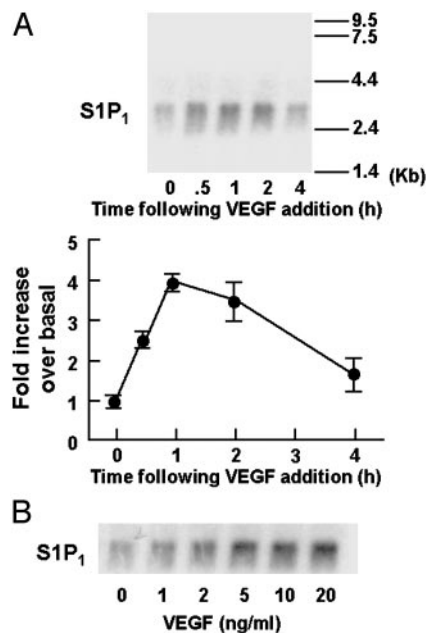 A
9.5
7.5
4.4
S1P₁
2.4
1.4 (Kb)
0 .5 1 2 4
Time following VEGF addition (h)
Fold increase
over basal
5
4
3
2
1
0
0 1 2 3 4
Time following VEGF addition (h)
B
S1P₁
0 1 2 5 10 20
VEGF (ng/ml)